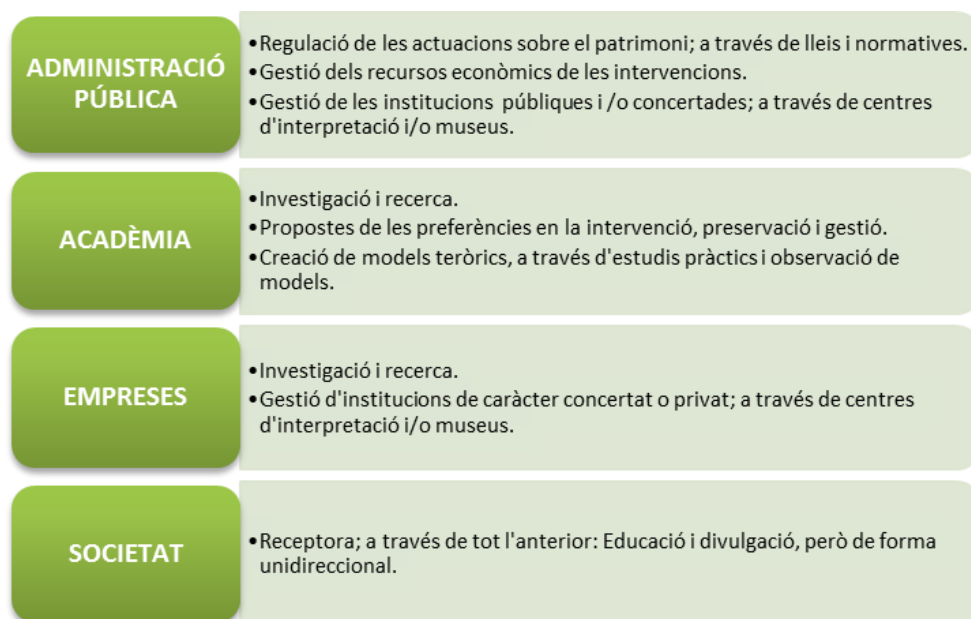 ADMINISTRACIÓ
PÚBLICA
•Regulació de les actuacions sobre el patrimoni; a través de lleis i normatives.
•Gestió dels recursos econòmics de les intervencions.
•Gestió de les institucions públiques i /o concertades; a través de centres
d'interpretació i/o museus.
ACADÈMIA
•Investigació i recerca.
•Propostes de les preferències en la intervenció, preservació i gestió.
•Creació de models teròrics, a través d'estudis pràctics i observació de
models.
EMPRESES
•Investigació i recerca.
•Gestió d'institucions de caràcter concertat o privat; a través de centres
d'interpretació i/o museus.
SOCIETAT
•Receptora; a través de tot l'anterior: Educació i divulgació, però de forma
unidireccional.